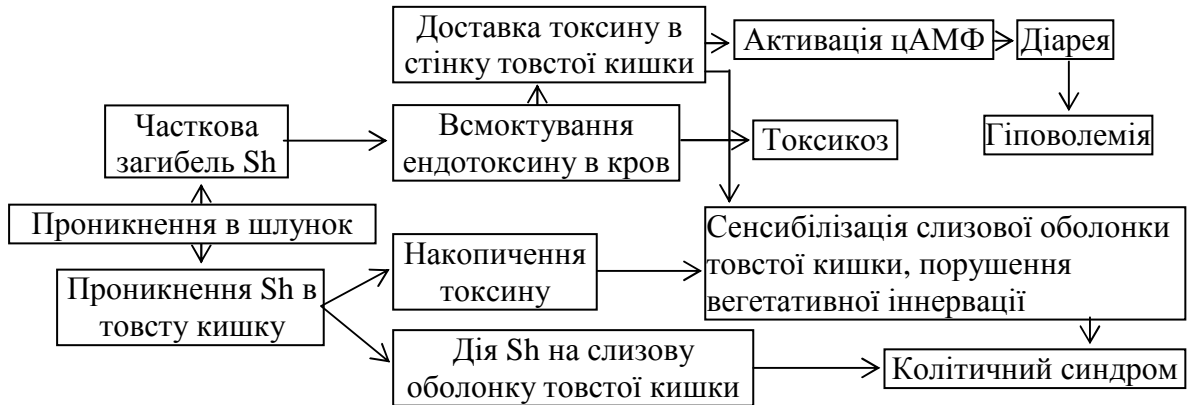 Доставка токсину в
стінку товстої кишки
Активація цАМФ
Діарея
Часткова
загибель Sh
Всмоктування
ендотоксину в кров
Токсикоз
Гіповолемія
Проникнення в шлунок
Проникнення Sh в
товсту кишку
Накопичення
токсину
Сенсибілізація слизової оболонки
товстої кишки, порушення
вегетативної іннервації
Дія Sh на слизову
оболонку товстої кишки
Колітичний синдром